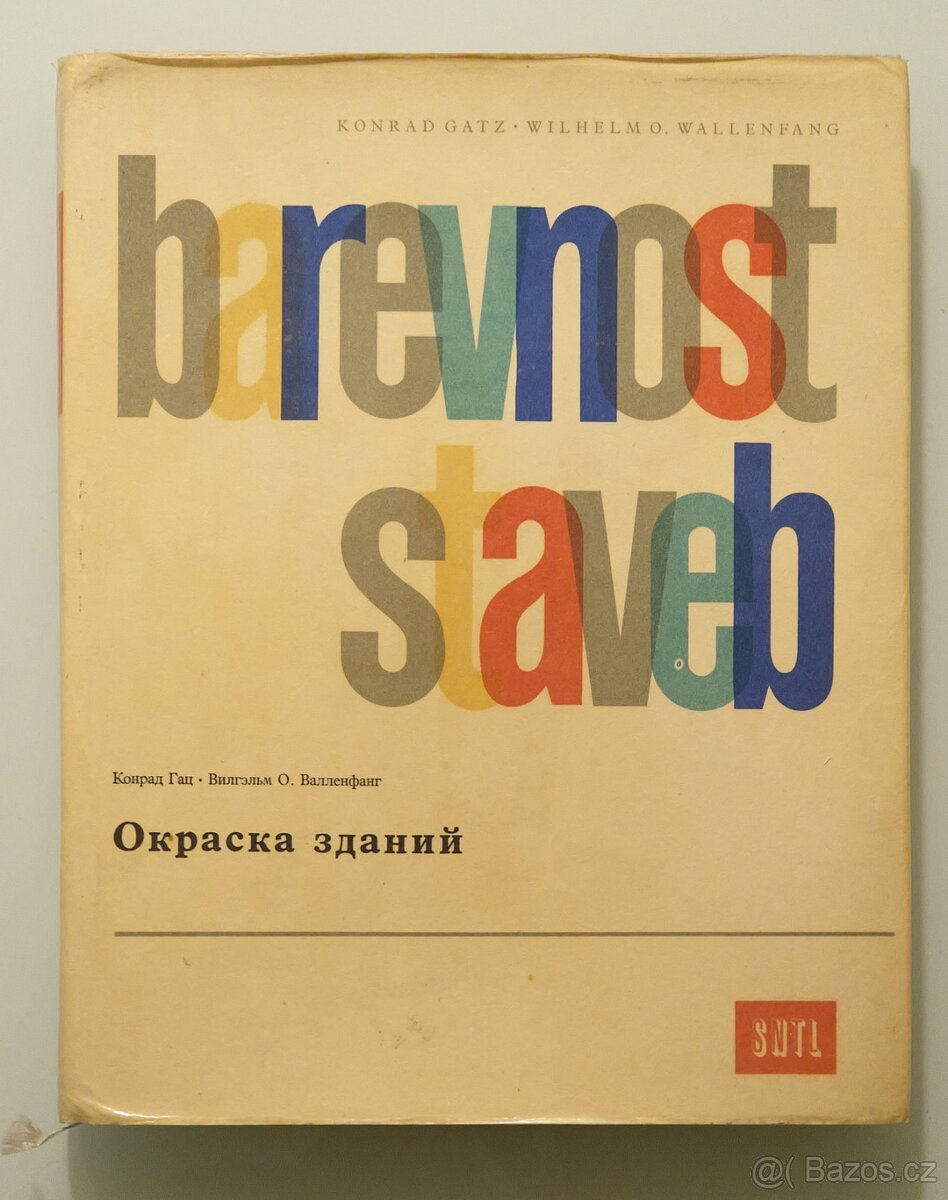 KONRAD GATZ · WILHELM O. WALLENFANG
barevnost
staveb
Конрад Гац · Вилгэльм О. Валленфанг
Окраска зданий
SNTL
@( Bazos.cz